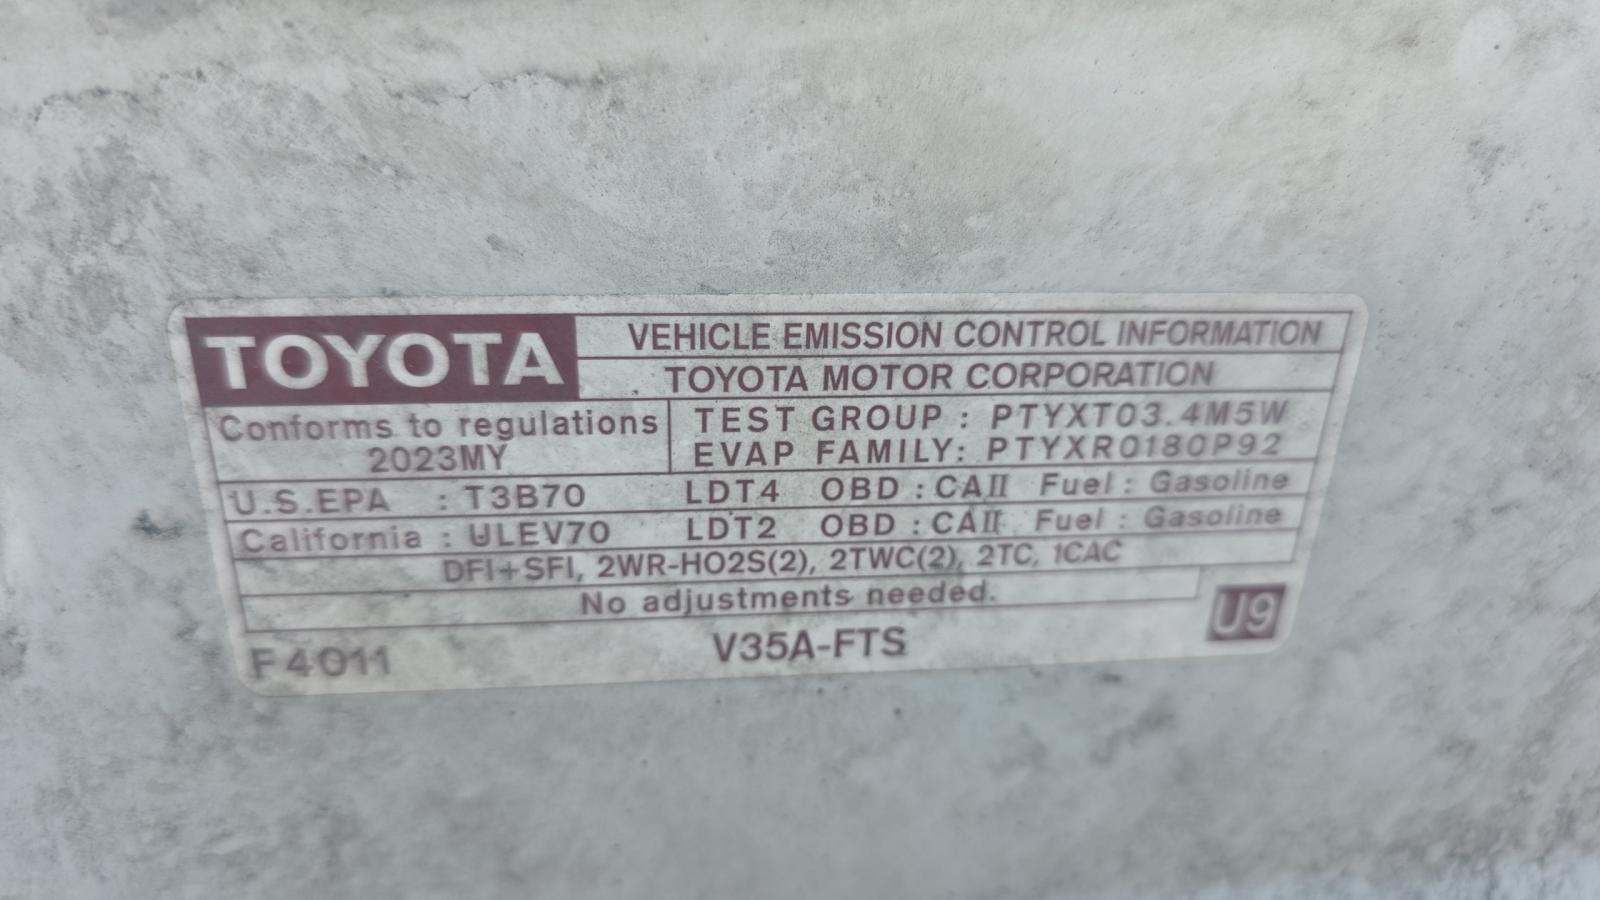 TOYOTA
VEHICLE EMISSION CONTROL INFORMATION
TOYOTA MOTOR CORPORATION
Conforms to regulations
2023MY
TEST GROUP : PTYXT03.4M5W
EVAP FAMILY: PTYXR0180P92
U.S.EPA : T3B70 LDT4 OBD : CAII Fuel : Gasoline
California : ULEV70 LDT2 OBD : CAII Fuel : Gasoline
DFI+SFI, 2WR-HO2S(2), 2TWC(2), 2TC, 1CAC
No adjustments needed.
U9
F4011
V35A-FTS